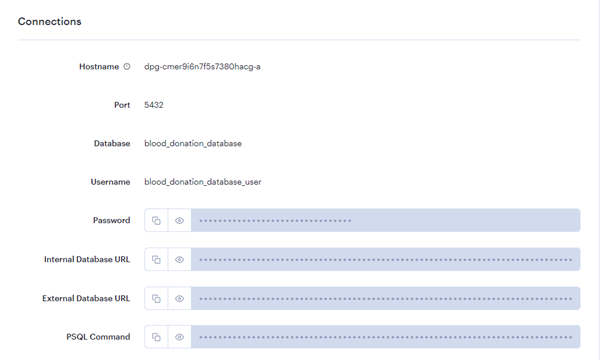 Connections
Hostname dpg-cmer9i6n7f5s7380hacg-a
Port 5432
Database blood_donation_database
Username blood_donation_database_user
Password
Internal Database URL
External Database URL
PSQL Command